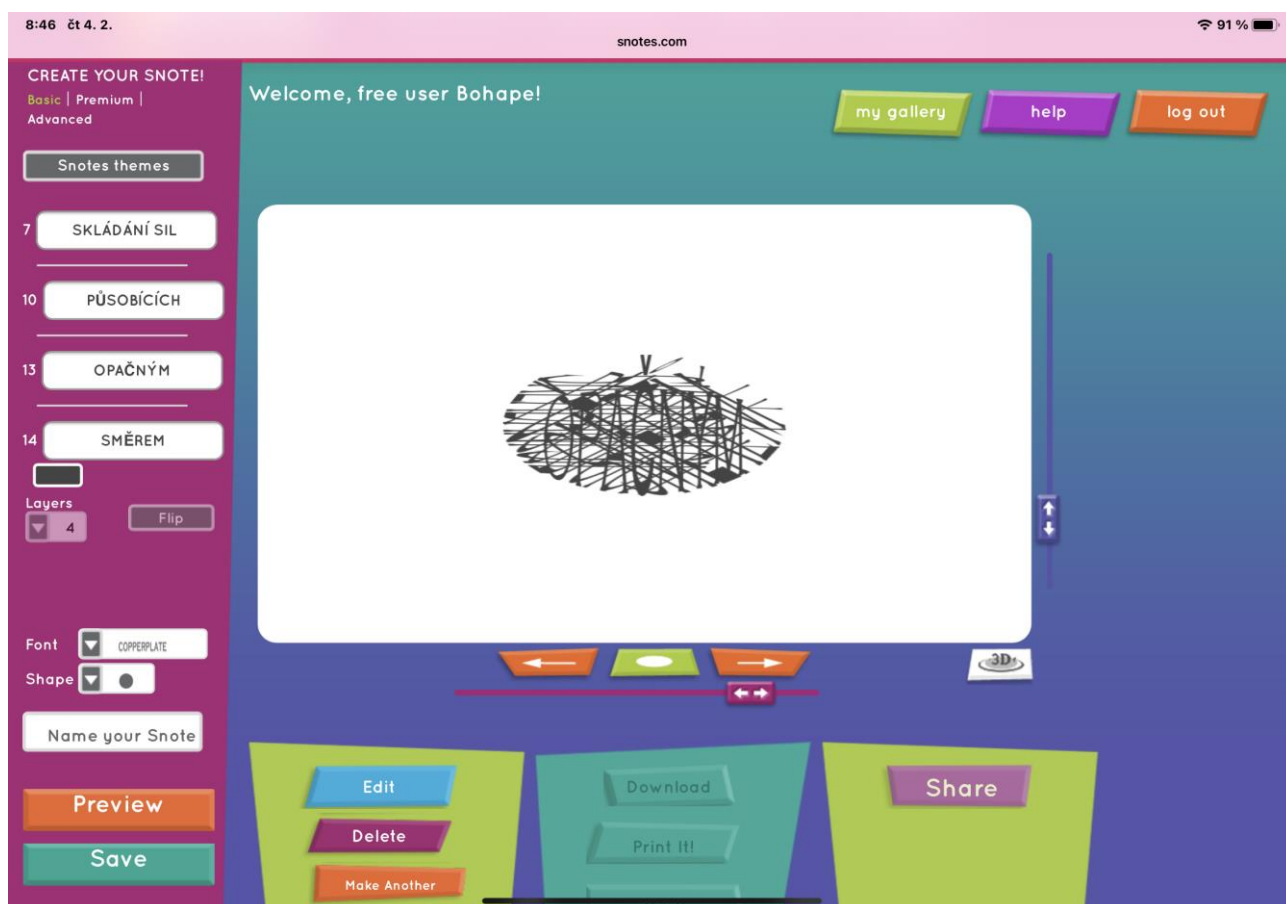 8:46 čt 4. 2.
91 %
snotes.com
CREATE YOUR SNOTE!
Basic | Premium |
Advanced
Welcome, free user Bohape!
my gallery
help
log out
Snotes themes
7 SKLÁDÁNÍ SIL
10 PŮSOBÍCÍCH
13 OPAČNÝM
14 SMĚREM
Layers
4
Flip
Font COPPERPLATE
Shape
3D
Name your Snote
Preview
Save
Edit
Delete
Make Another
Download
Print It!
Share